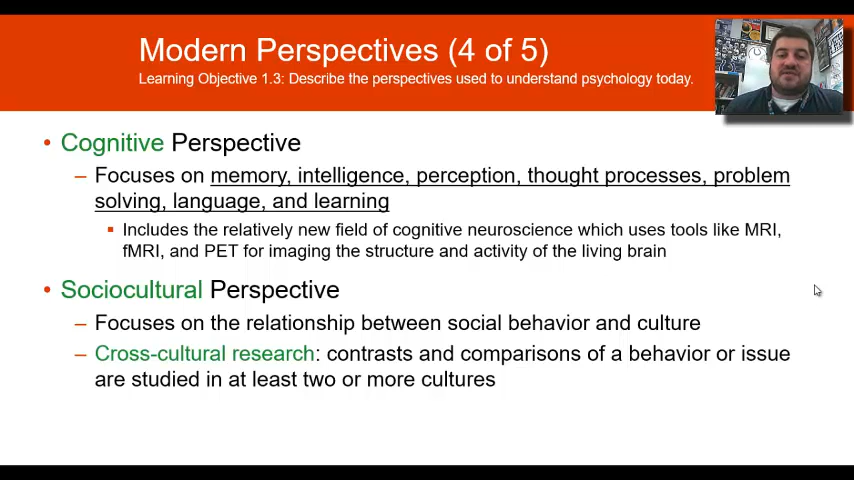 Modern Perspectives (4 of 5)
Learning Objective 1.3: Describe the perspectives used to understand psychology today.
• Cognitive Perspective
– Focuses on memory, intelligence, perception, thought processes, problem
solving, language, and learning
▪ Includes the relatively new field of cognitive neuroscience which uses tools like MRI,
fMRI, and PET for imaging the structure and activity of the living brain
• Sociocultural Perspective
– Focuses on the relationship between social behavior and culture
– Cross-cultural research: contrasts and comparisons of a behavior or issue
are studied in at least two or more cultures